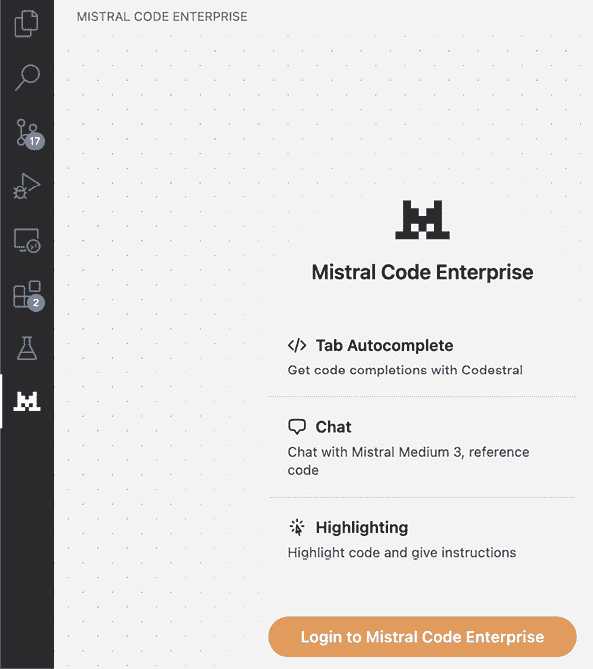 MISTRAL CODE ENTERPRISE
17
2
Mistral Code Enterprise
Tab Autocomplete
Get code completions with Codestral
Chat
Chat with Mistral Medium 3, reference
code
Highlighting
Highlight code and give instructions
Login to Mistral Code Enterprise